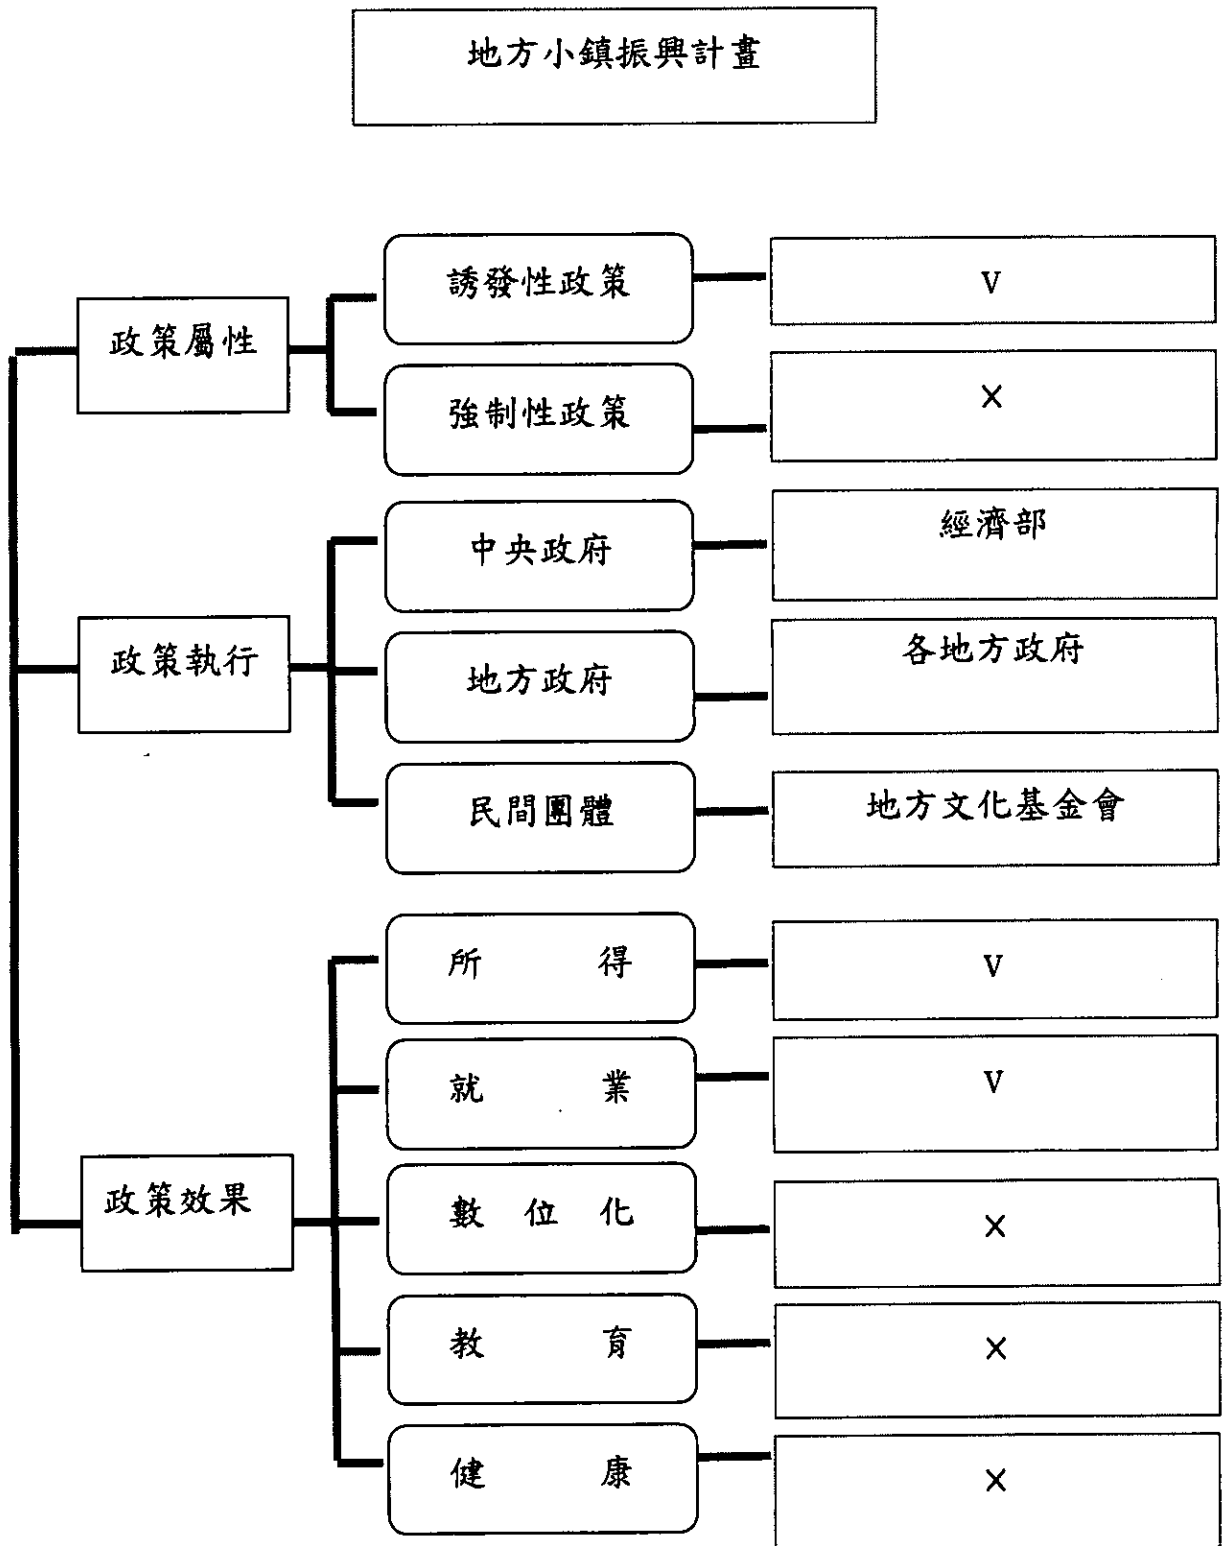 地方小鎮振興計畫
誘發性政策
V
政策屬性
強制性政策
×
中央政府
經濟部
政策執行
地方政府
各地方政府
民間團體
地方文化基金會
所 得
V
就 業
V
政策效果
數 位 化
×
教 育
×
健 康
×